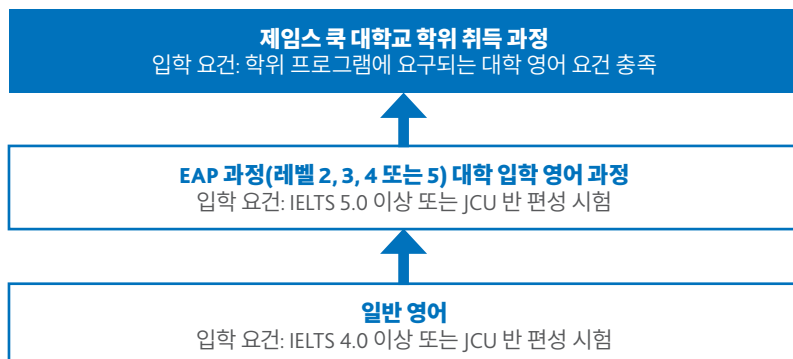 제임스 쿡 대학교 학위 취득 과정
입학 요건: 학위 프로그램에 요구되는 대학 영어 요건 충족
EAP 과정(레벨 2, 3, 4 또는 5) 대학 입학 영어 과정
입학 요건: IELTS 5.0 이상 또는 JCU 반 편성 시험
일반 영어
입학 요건: IELTS 4.0 이상 또는 JCU 반 편성 시험